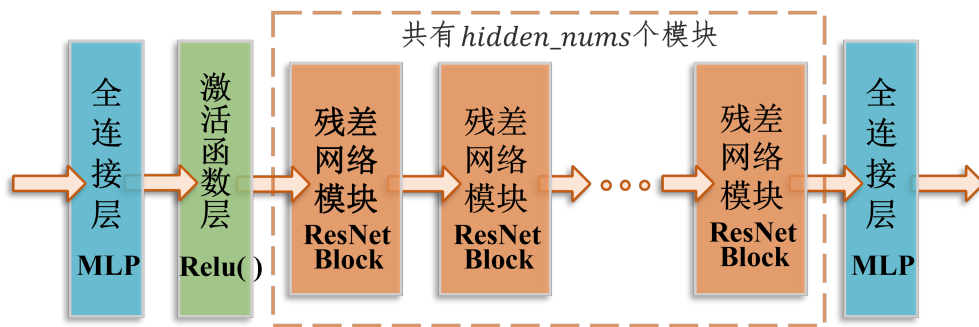 共有hidden_nums个模块
全连接层
MLP
激活函数层
Relu( )
残差
网络
模块
ResNet
Block
残差
网络
模块
ResNet
Block
残差
网络
模块
ResNet
Block
全连接层
MLP